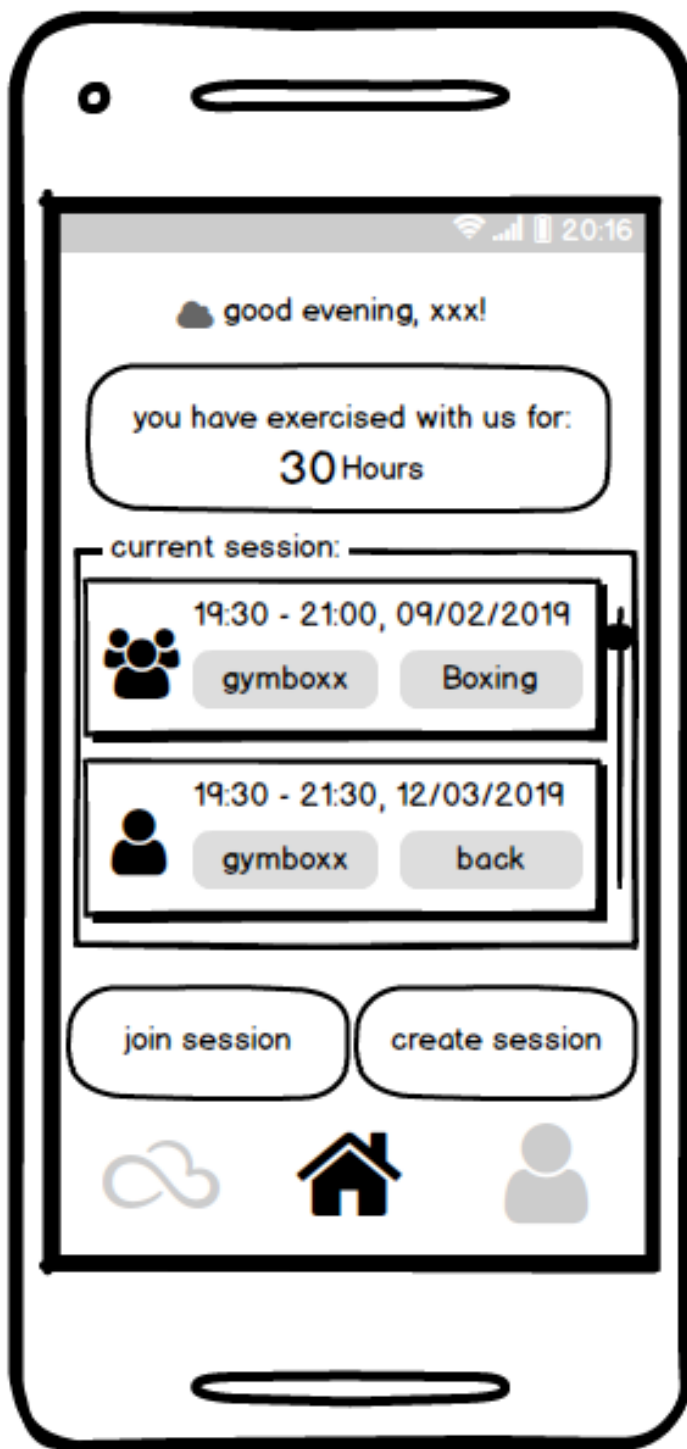 20:16
good evening, xxx!
you have exercised with us for:
30 Hours
current session:
19:30 - 21:00, 09/02/2019
gymboxx Boxing
19:30 - 21:30, 12/03/2019
gymboxx back
join session create session